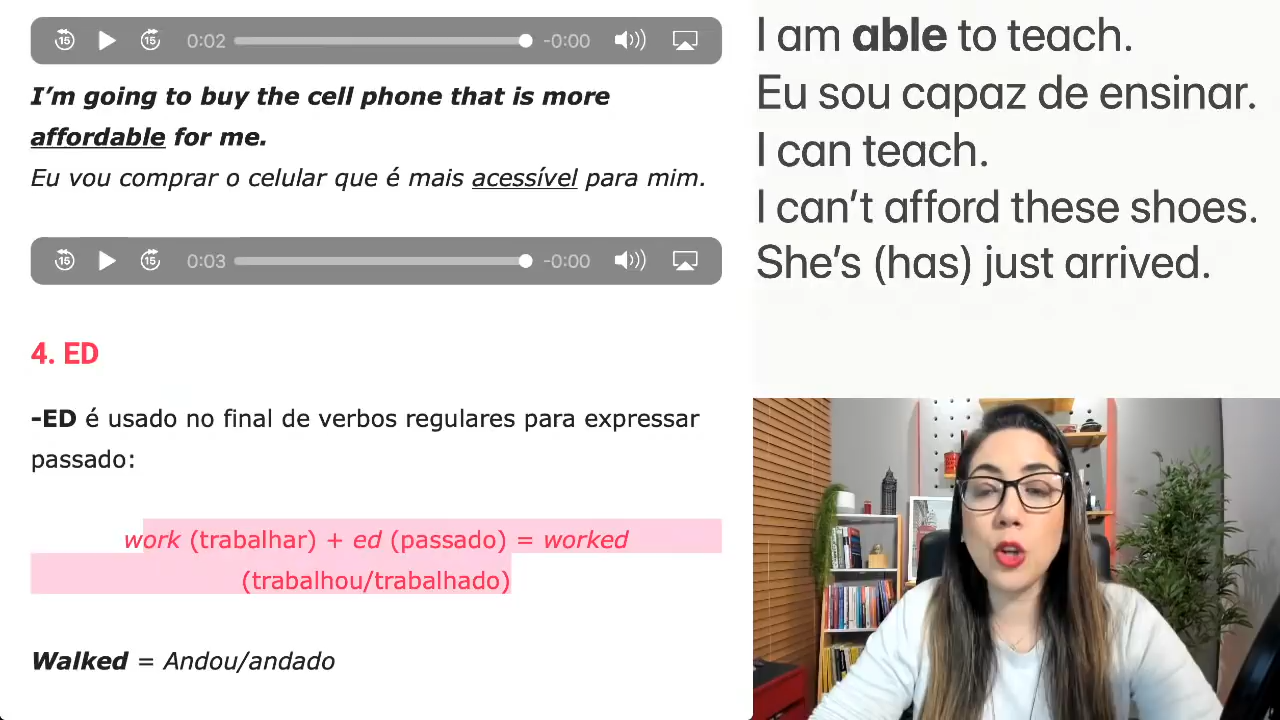 0:02
-0:00
I’m going to buy the cell phone that is more
affordable for me.
Eu vou comprar o celular que é mais acessível para mim.
0:03
-0:00
4. ED
-ED é usado no final de verbos regulares para expressar
passado:
work (trabalhar) + ed (passado) = worked
(trabalhou/trabalhado)
Walked = Andou/andado
I am able to teach.
Eu sou capaz de ensinar.
I can teach.
I can’t afford these shoes.
She’s (has) just arrived.